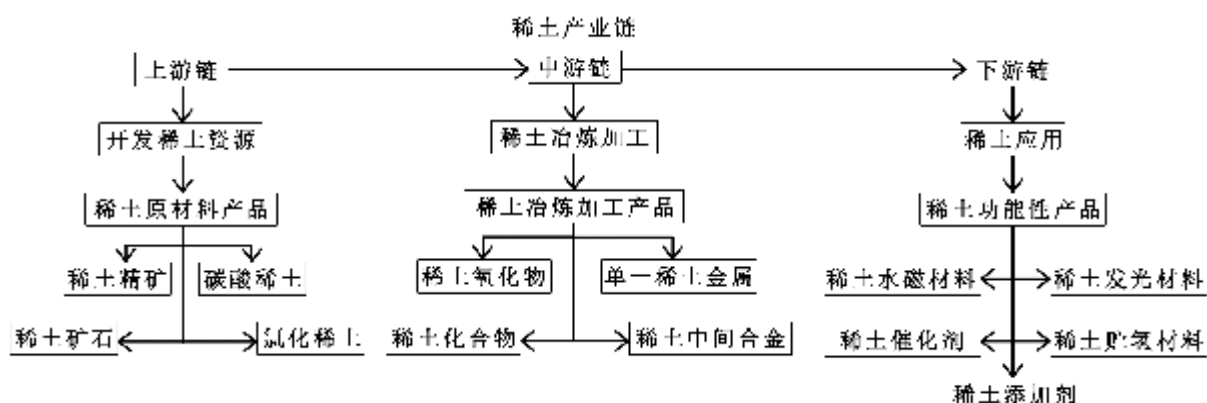 稀土产业链
上游链 中游链 下游链
开发稀土资源 稀土冶炼加工 稀土应用
稀土原材料产品 稀土冶炼加工产品 稀土功能性产品
稀土精矿 碳酸稀土 稀土氧化物 单一稀土金属 稀土永磁材料 稀土发光材料
稀土矿石 氯化稀土 稀土化合物 稀土中间合金 稀土催化剂 稀土贮氢材料
稀土添加剂